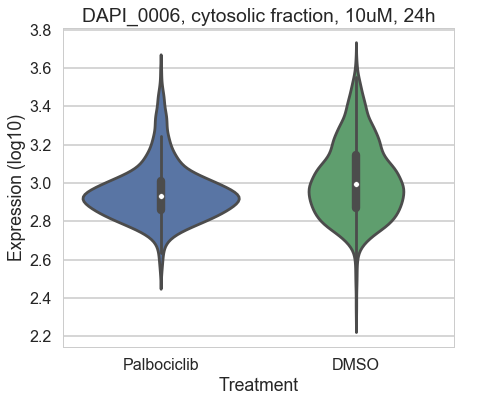 DAPI_0006, cytosolic fraction, 10uM, 24h
3.8
3.6
3.4
3.2
3.0
2.8
2.6
2.4
2.2
Expression (log10)
Palbociclib DMSO
Treatment